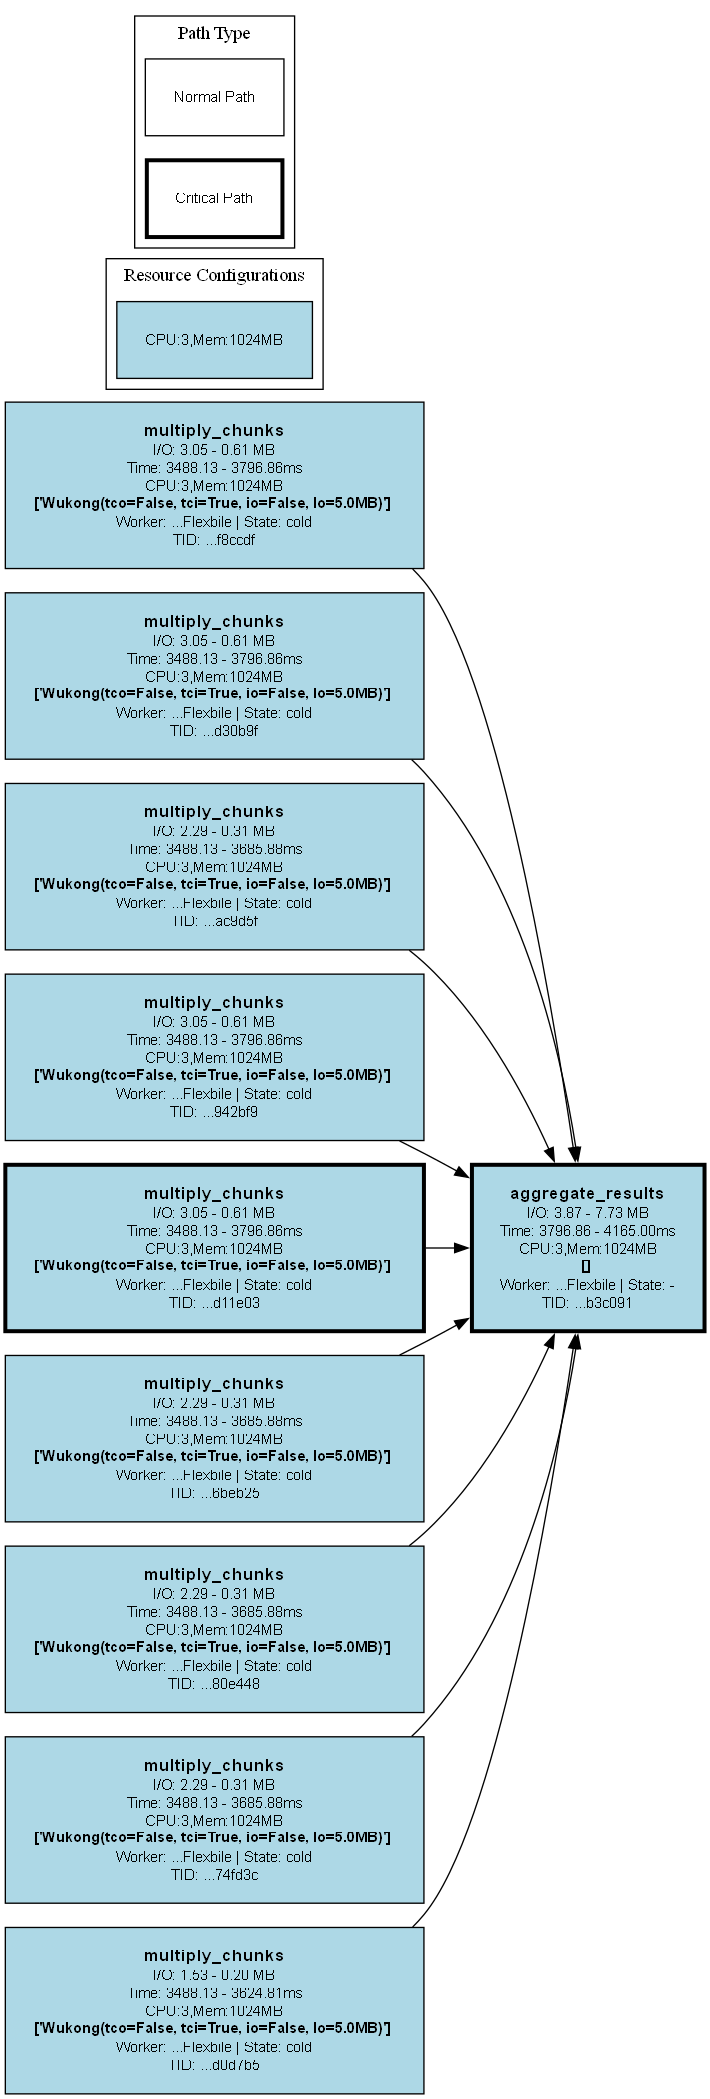 Path Type
Normal Path
Critical Path
Resource Configurations
CPU:3,Mem:1024MB
multiply_chunks
I/O: 3.05 - 0.61 MB
Time: 3488.13 - 3796.86ms
CPU:3,Mem:1024MB
['Wukong(tco=False, tci=True, io=False, lo=5.0MB)']
Worker: ...Flexbile | State: cold
TID: ...f8ccdf
multiply_chunks
I/O: 3.05 - 0.61 MB
Time: 3488.13 - 3796.86ms
CPU:3,Mem:1024MB
['Wukong(tco=False, tci=True, io=False, lo=5.0MB)']
Worker: ...Flexbile | State: cold
TID: ...d30b9f
multiply_chunks
I/O: 2.29 - 0.31 MB
Time: 3488.13 - 3685.88ms
CPU:3,Mem:1024MB
['Wukong(tco=False, tci=True, io=False, lo=5.0MB)']
Worker: ...Flexbile | State: cold
TID: ...ac9d5f
multiply_chunks
I/O: 3.05 - 0.61 MB
Time: 3488.13 - 3796.86ms
CPU:3,Mem:1024MB
['Wukong(tco=False, tci=True, io=False, lo=5.0MB)']
Worker: ...Flexbile | State: cold
TID: ...942bf9
multiply_chunks
I/O: 3.05 - 0.61 MB
Time: 3488.13 - 3796.86ms
CPU:3,Mem:1024MB
['Wukong(tco=False, tci=True, io=False, lo=5.0MB)']
Worker: ...Flexbile | State: cold
TID: ...d11e03
aggregate_results
I/O: 3.87 - 7.73 MB
Time: 3796.86 - 4165.00ms
CPU:3,Mem:1024MB
[]
Worker: ...Flexbile | State: -
TID: ...b3c091
multiply_chunks
I/O: 2.29 - 0.31 MB
Time: 3488.13 - 3685.88ms
CPU:3,Mem:1024MB
['Wukong(tco=False, tci=True, io=False, lo=5.0MB)']
Worker: ...Flexbile | State: cold
TID: ...6beb25
multiply_chunks
I/O: 2.29 - 0.31 MB
Time: 3488.13 - 3685.88ms
CPU:3,Mem:1024MB
['Wukong(tco=False, tci=True, io=False, lo=5.0MB)']
Worker: ...Flexbile | State: cold
TID: ...80e448
multiply_chunks
I/O: 2.29 - 0.31 MB
Time: 3488.13 - 3685.88ms
CPU:3,Mem:1024MB
['Wukong(tco=False, tci=True, io=False, lo=5.0MB)']
Worker: ...Flexbile | State: cold
TID: ...74fd3c
multiply_chunks
I/O: 1.53 - 0.20 MB
Time: 3488.13 - 3624.81ms
CPU:3,Mem:1024MB
['Wukong(tco=False, tci=True, io=False, lo=5.0MB)']
Worker: ...Flexbile | State: cold
TID: ...d0d7b5